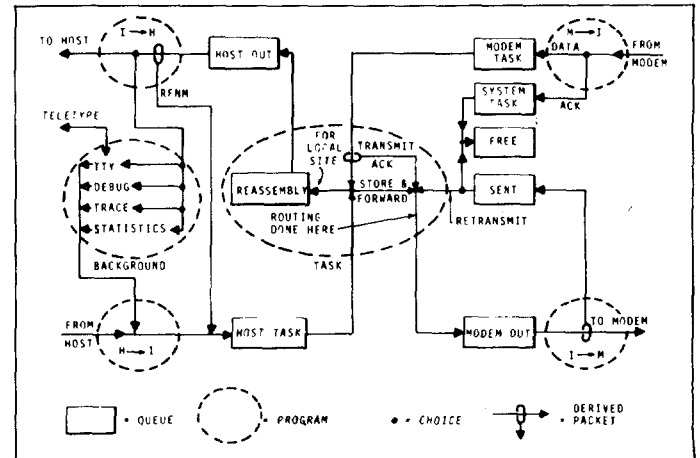 I→H
M→I
TO HOST
HOST OUT
MODEM TASK
DATA
FROM MODEM
RFNM
SYSTEM TASK
ACK
TELETYPE
FOR LOCAL SITE
TRANSMIT ACK
FREE
TTY
DEBUG
TRACE
STATISTICS
REASSEMBLY
STORE & FORWARD
SENT
ROUTING DONE HERE
RETRANSMIT
BACKGROUND
TASK
FROM HOST
H→I
HOST TASK
MODEM OUT
TO MODEM
I→M
= QUEUE
= PROGRAM
= CHOICE
= DERIVED PACKET